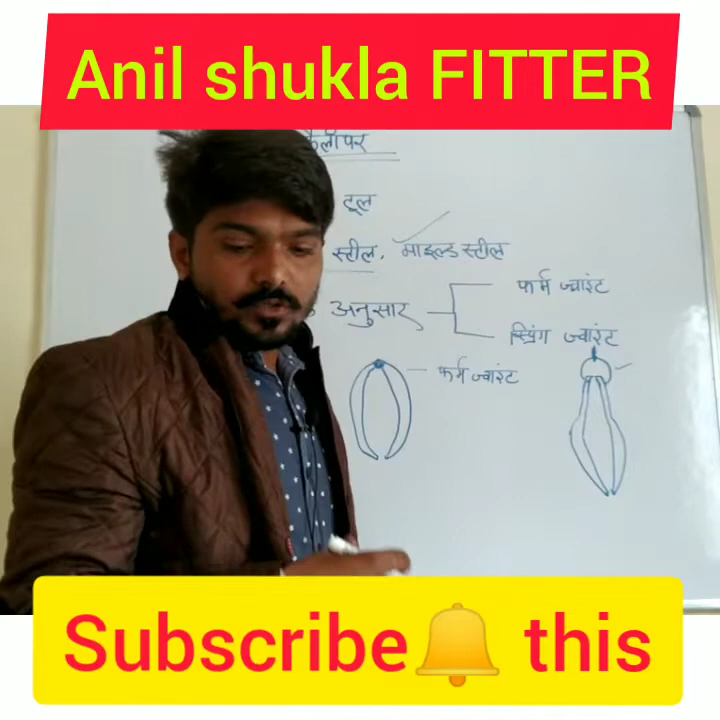 Anil shukla FITTER
कैलीपर
टूल
स्टील, माइल्ड स्टील
अनुसार
फर्म ज्वाइंट
स्प्रिंग ज्वाइंट
फर्म ज्वाइंट
Subscribe🔔 this